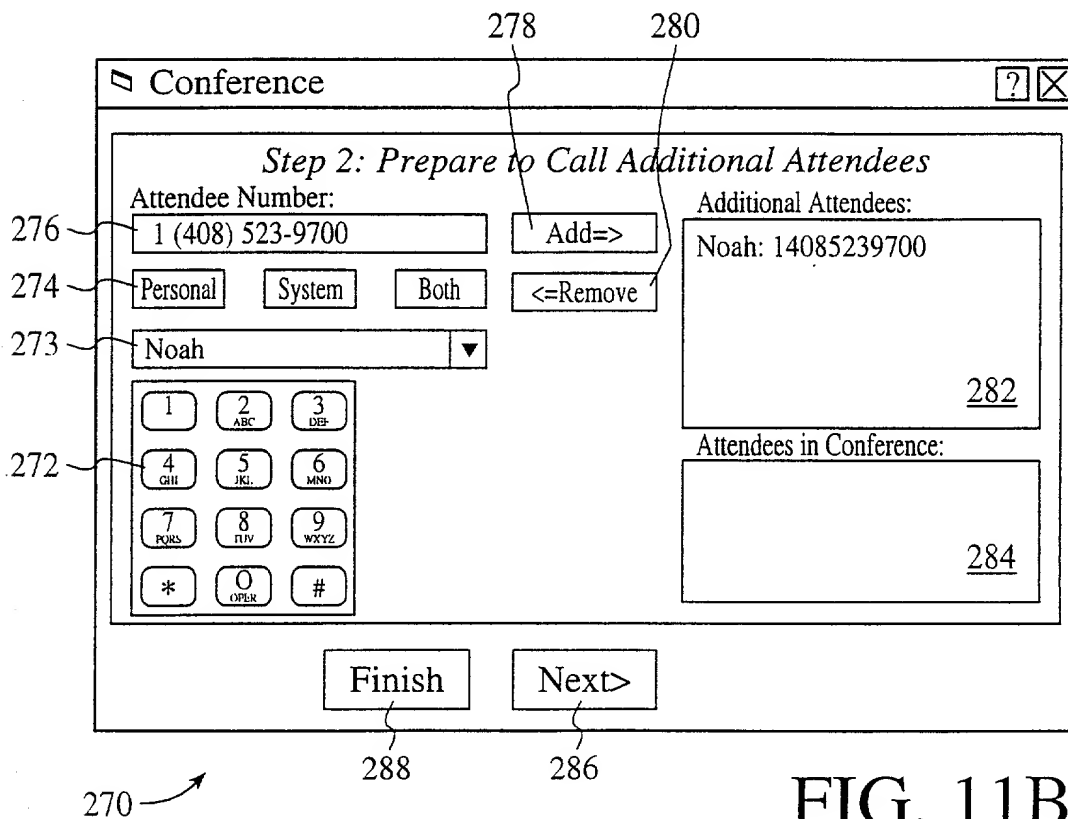 278 280
Conference ?
Step 2: Prepare to Call Additional Attendees
Attendee Number:
276 1 (408) 523-9700
Add=>
274 Personal System Both
<=Remove
273 Noah
272
1 2 ABC 3 DEF
4 GHI 5 JKL 6 MNO
7 PQRS 8 TUV 9 WXYZ
* 0 OPER #
Additional Attendees:
Noah: 14085239700
282
Attendees in Conference:
284
Finish Next>
288 286
270
FIG. 11B